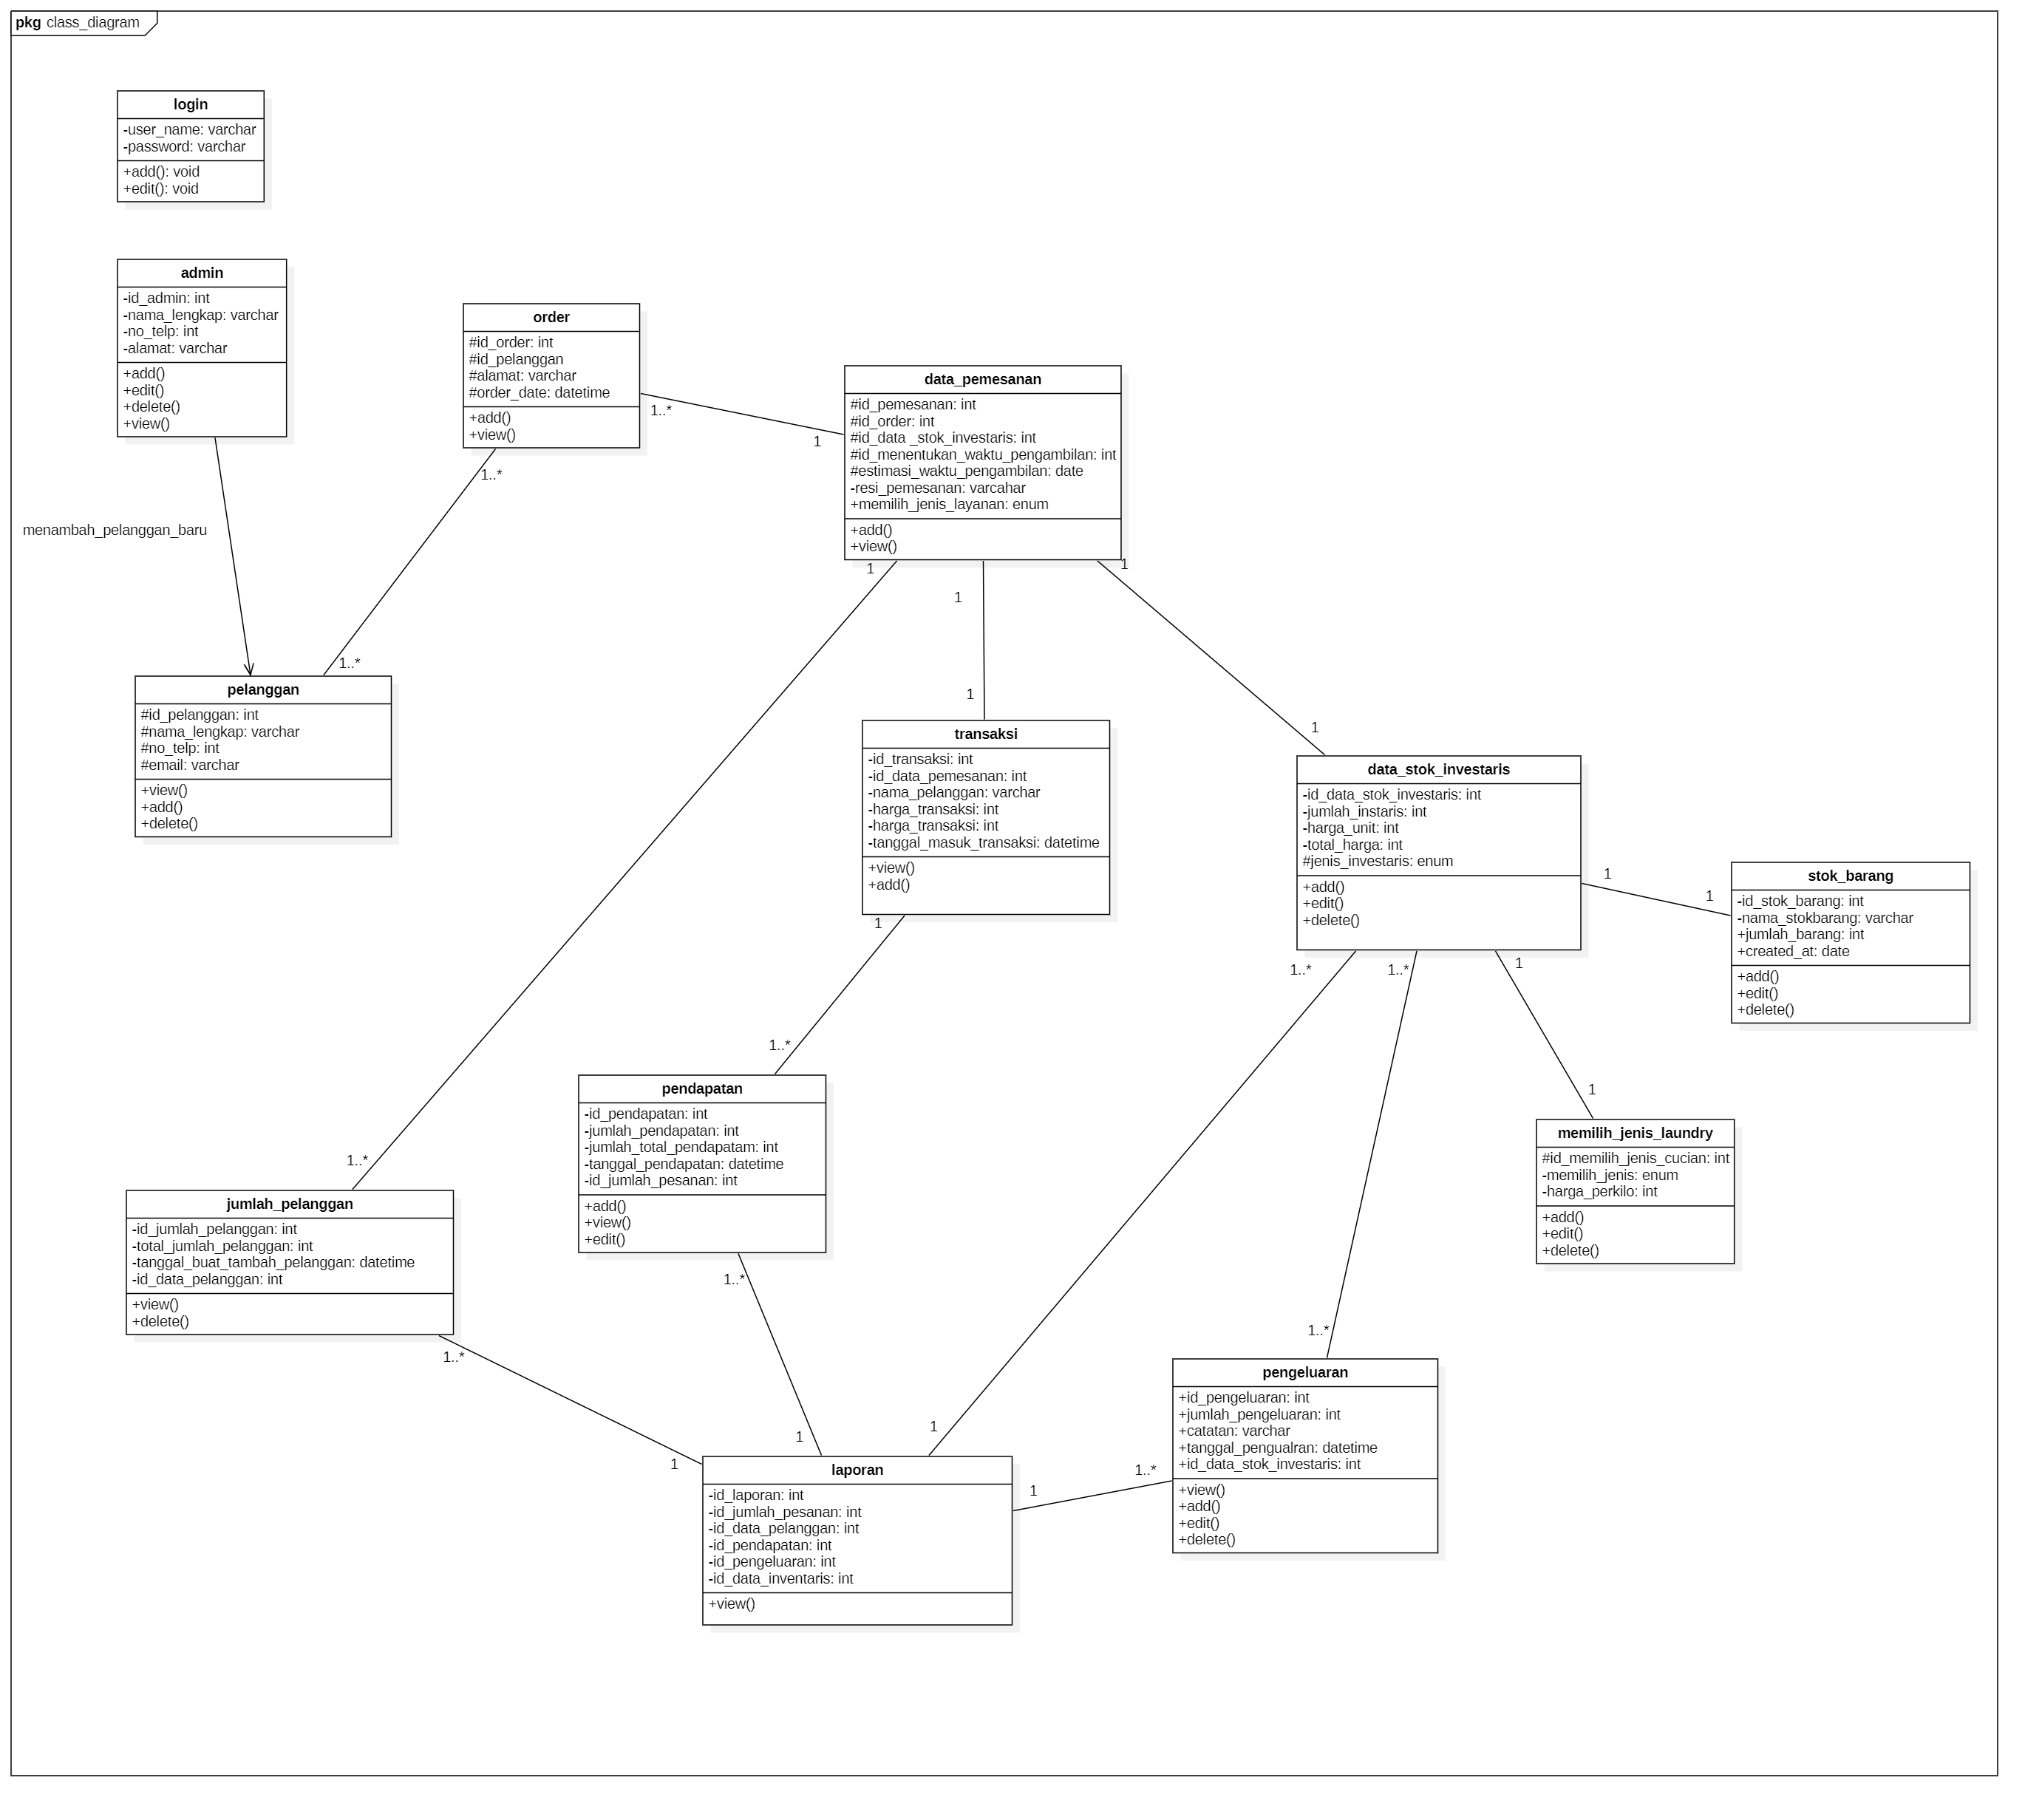 pkg class_diagram
login
-user_name: varchar
-password: varchar
+add(): void
+edit(): void
admin
-id_admin: int
-nama_lengkap: varchar
-no_telp: int
-alamat: varchar
+add()
+edit()
+delete()
+view()
menambah_pelanggan_baru
order
#id_order: int
#id_pelanggan
#alamat: varchar
#order_date: datetime
+add()
+view()
1..*
1
1..*
1..*
data_pemesanan
#id_pemesanan: int
#id_order: int
#id_data _stok_investaris: int
#id_menentukan_waktu_pengambilan: int
#estimasi_waktu_pengambilan: date
-resi_pemesanan: varcahar
+memilih_jenis_layanan: enum
+add()
+view()
1
1
1
1
1
pelanggan
#id_pelanggan: int
#nama_lengkap: varchar
#no_telp: int
#email: varchar
+view()
+add()
+delete()
transaksi
-id_transaksi: int
-id_data_pemesanan: int
-nama_pelanggan: varchar
-harga_transaksi: int
-harga_transaksi: int
-tanggal_masuk_transaksi: datetime
+view()
+add()
1
1..*
data_stok_investaris
-id_data_stok_investaris: int
-jumlah_instaris: int
-harga_unit: int
-total_harga: int
#jenis_investaris: enum
+add()
+edit()
+delete()
1
1
1..*
1..*
1
1
stok_barang
-id_stok_barang: int
-nama_stokbarang: varchar
+jumlah_barang: int
+created_at: date
+add()
+edit()
+delete()
pendapatan
-id_pendapatan: int
-jumlah_pendapatan: int
-jumlah_total_pendapatam: int
-tanggal_pendapatan: datetime
-id_jumlah_pesanan: int
+add()
+view()
+edit()
1..*
1
memilih_jenis_laundry
#id_memilih_jenis_cucian: int
-memilih_jenis: enum
-harga_perkilo: int
+add()
+edit()
+delete()
1..*
jumlah_pelanggan
-id_jumlah_pelanggan: int
-total_jumlah_pelanggan: int
-tanggal_buat_tambah_pelanggan: datetime
-id_data_pelanggan: int
+view()
+delete()
1..*
1
1..*
pengeluaran
+id_pengeluaran: int
+jumlah_pengeluaran: int
+catatan: varchar
+tanggal_pengualran: datetime
+id_data_stok_investaris: int
+view()
+add()
+edit()
+delete()
1
1
1..*
laporan
-id_laporan: int
-id_jumlah_pesanan: int
-id_data_pelanggan: int
-id_pendapatan: int
-id_pengeluaran: int
-id_data_inventaris: int
+view()